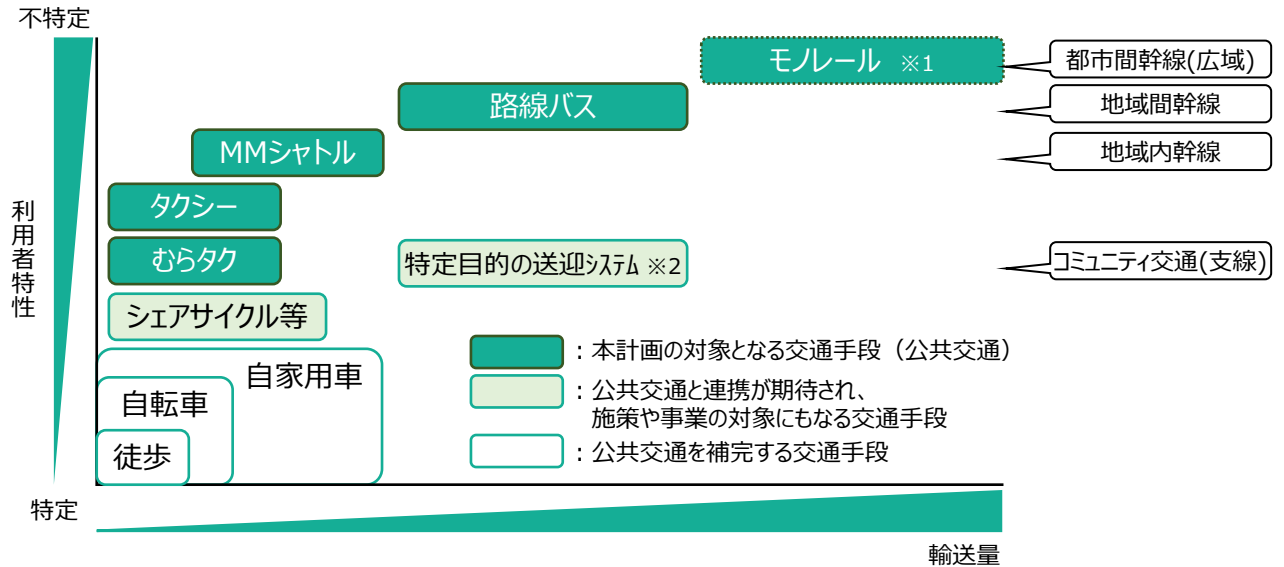 不特定
モノレール ※1
都市間幹線(広域)
路線バス
地域間幹線
MMシャトル
地域内幹線
タクシー
利用者特性
むらタク
特定目的の送迎ｼｽﾃﾑ ※2
コミュニティ交通(支線)
シェアサイクル等
：本計画の対象となる交通手段（公共交通）
自家用車
：公共交通と連携が期待され、
施策や事業の対象にもなる交通手段
自転車
：公共交通を補完する交通手段
徒歩
特定
輸送量